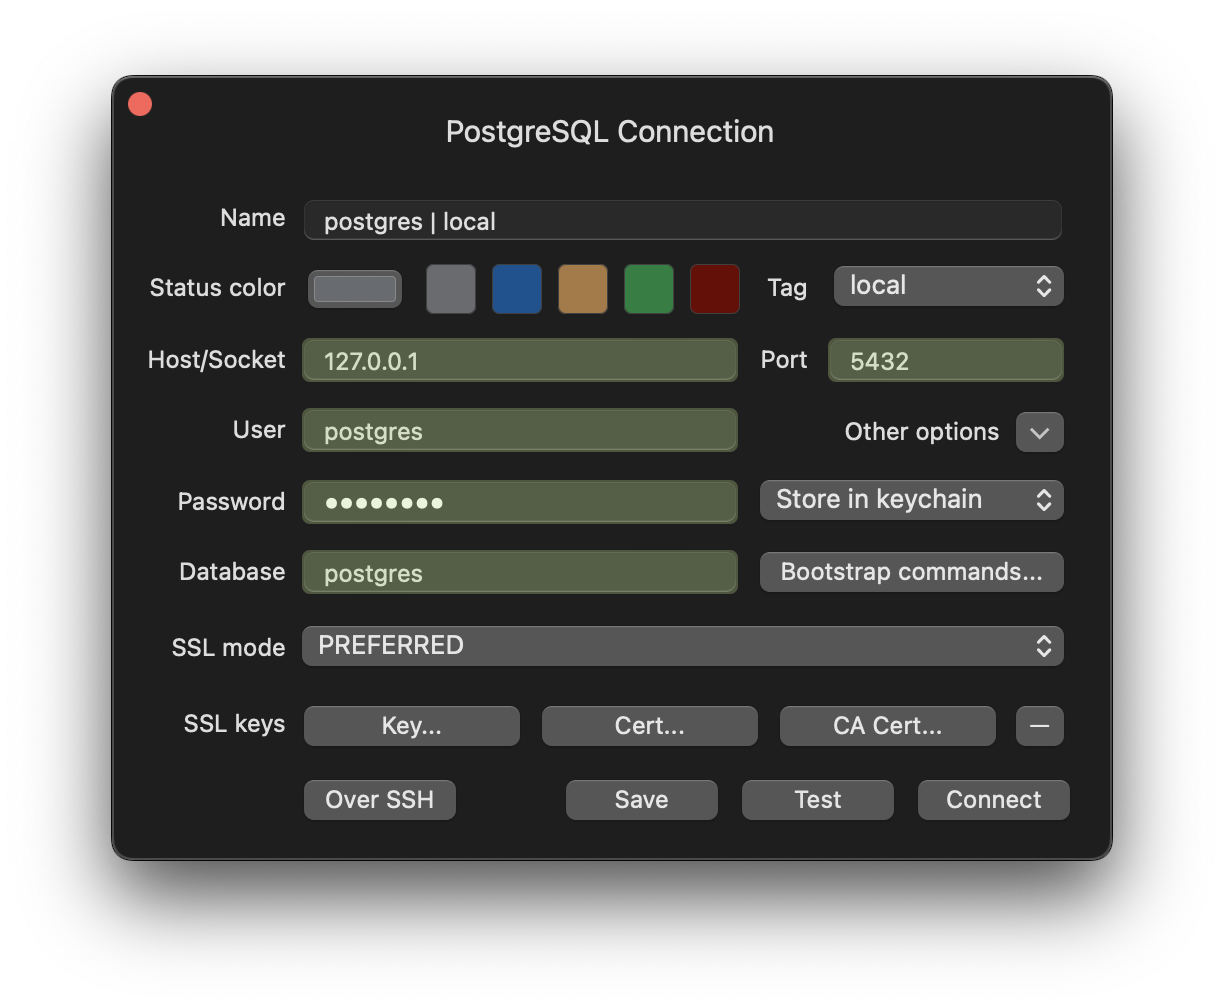 PostgreSQL Connection
Name postgres | local
Status color Tag local
Host/Socket 127.0.0.1 Port 5432
User postgres Other options
Password •••••••• Store in keychain
Database postgres Bootstrap commands...
SSL mode PREFERRED
SSL keys Key... Cert... CA Cert...
Over SSH Save Test Connect